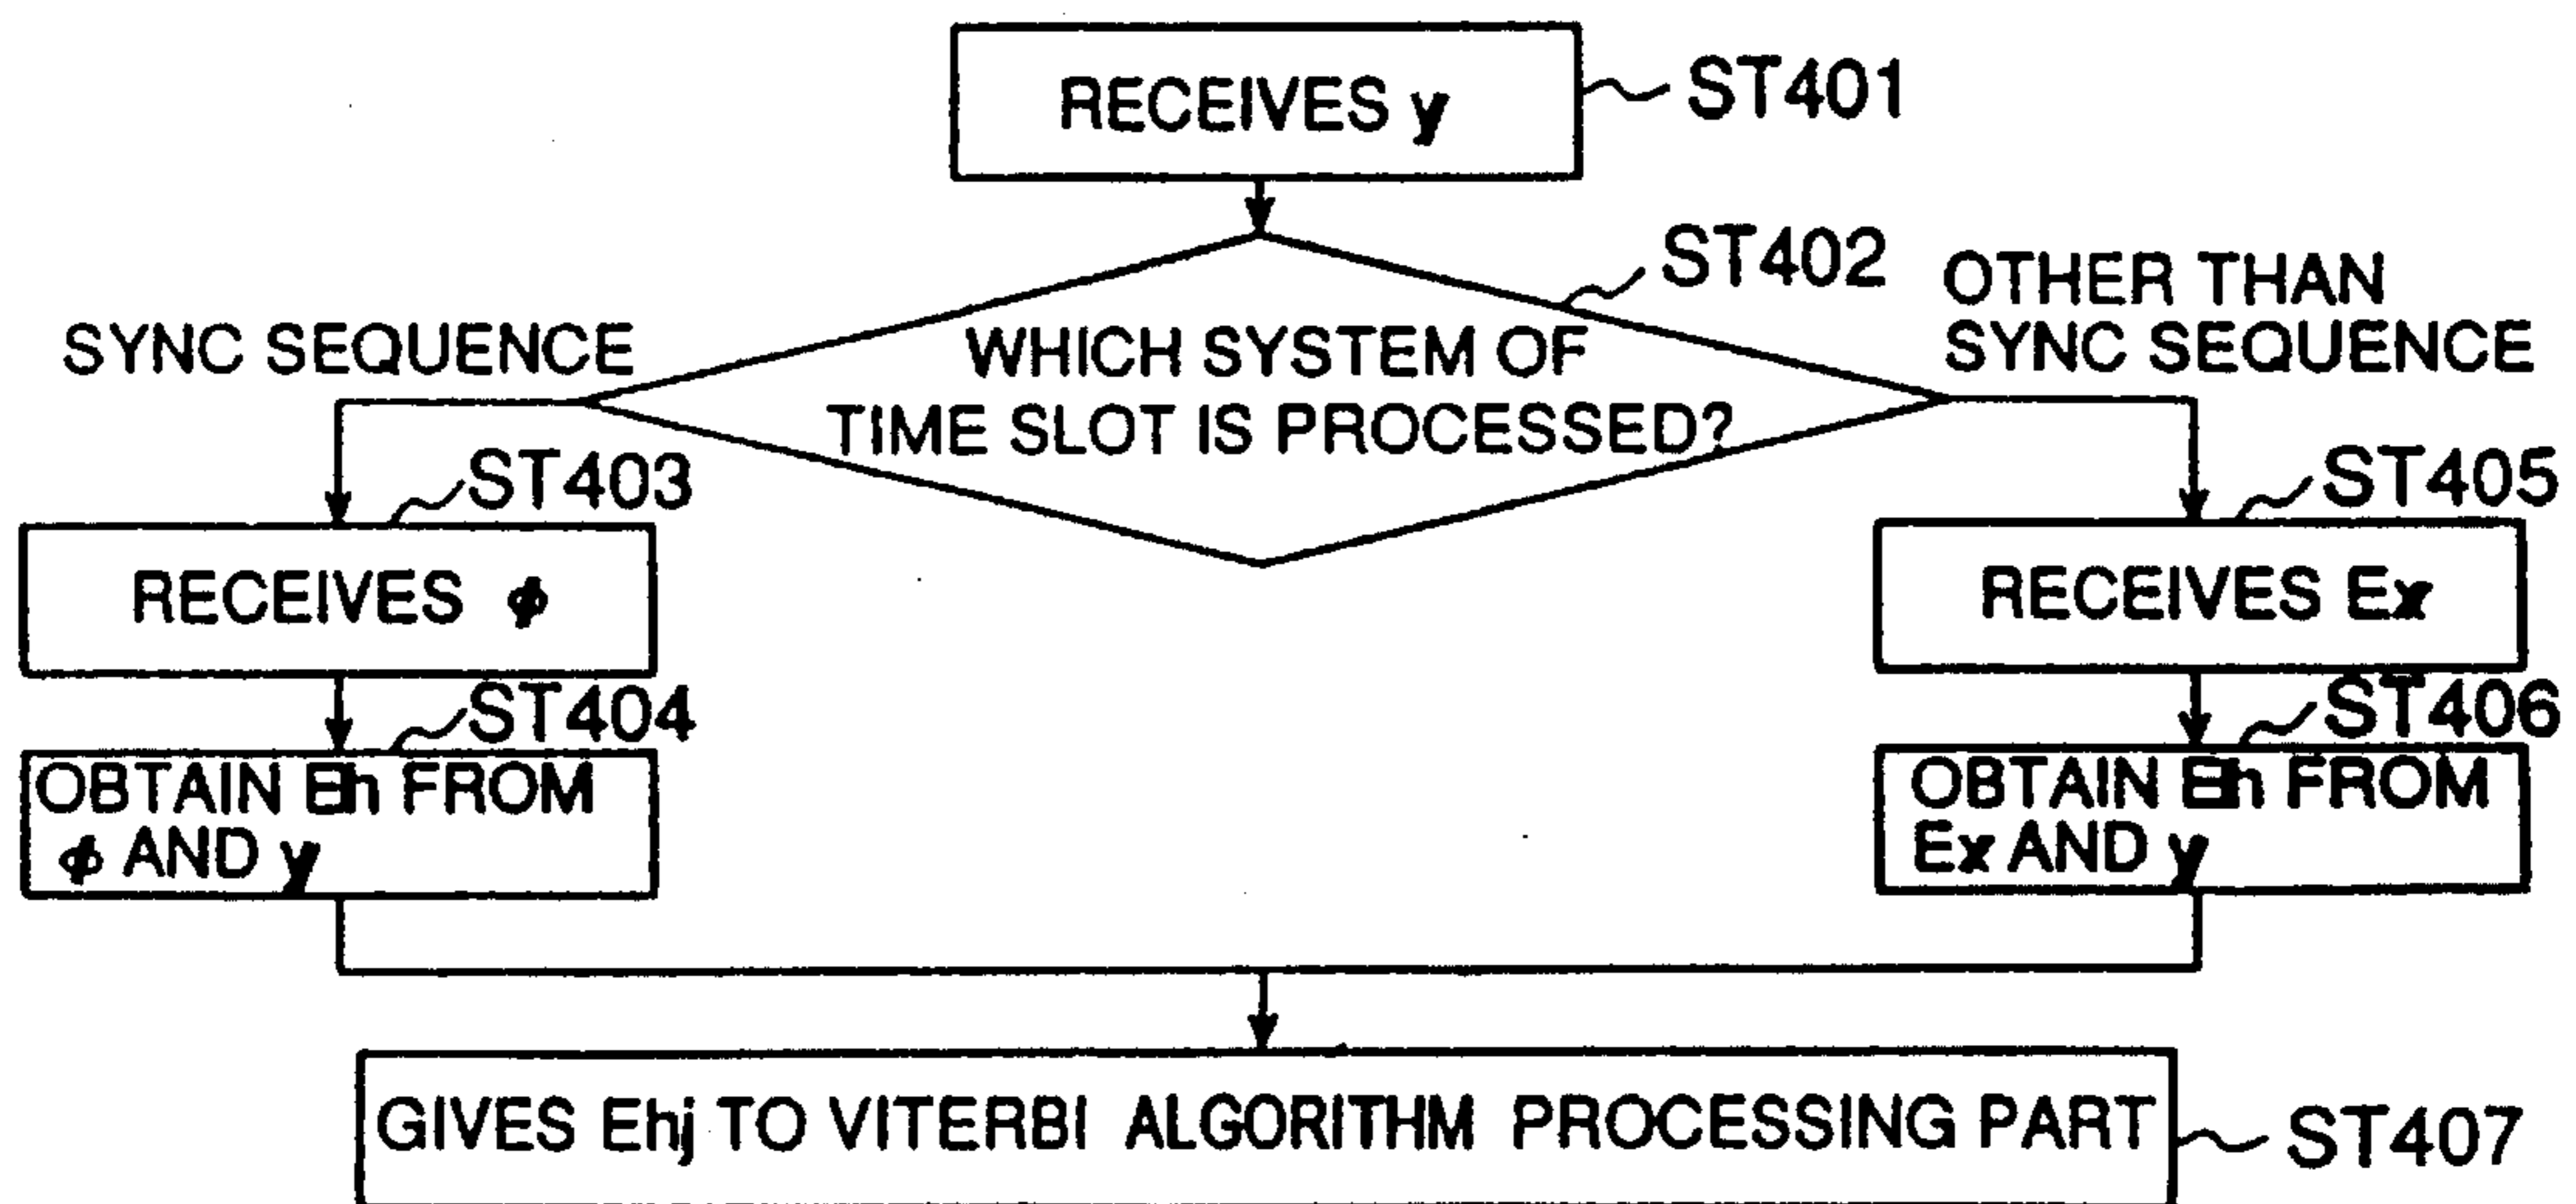 RECEIVES y
ST401
ST402
WHICH SYSTEM OF
TIME SLOT IS PROCESSED?
SYNC SEQUENCE
OTHER THAN
SYNC SEQUENCE
ST403
RECEIVES ϕ
ST405
RECEIVES Ex
ST404
OBTAIN Eh FROM
ϕ AND y
ST406
OBTAIN Eh FROM
Ex AND y
GIVES Ehj TO VITERBI ALGORITHM PROCESSING PART
ST407